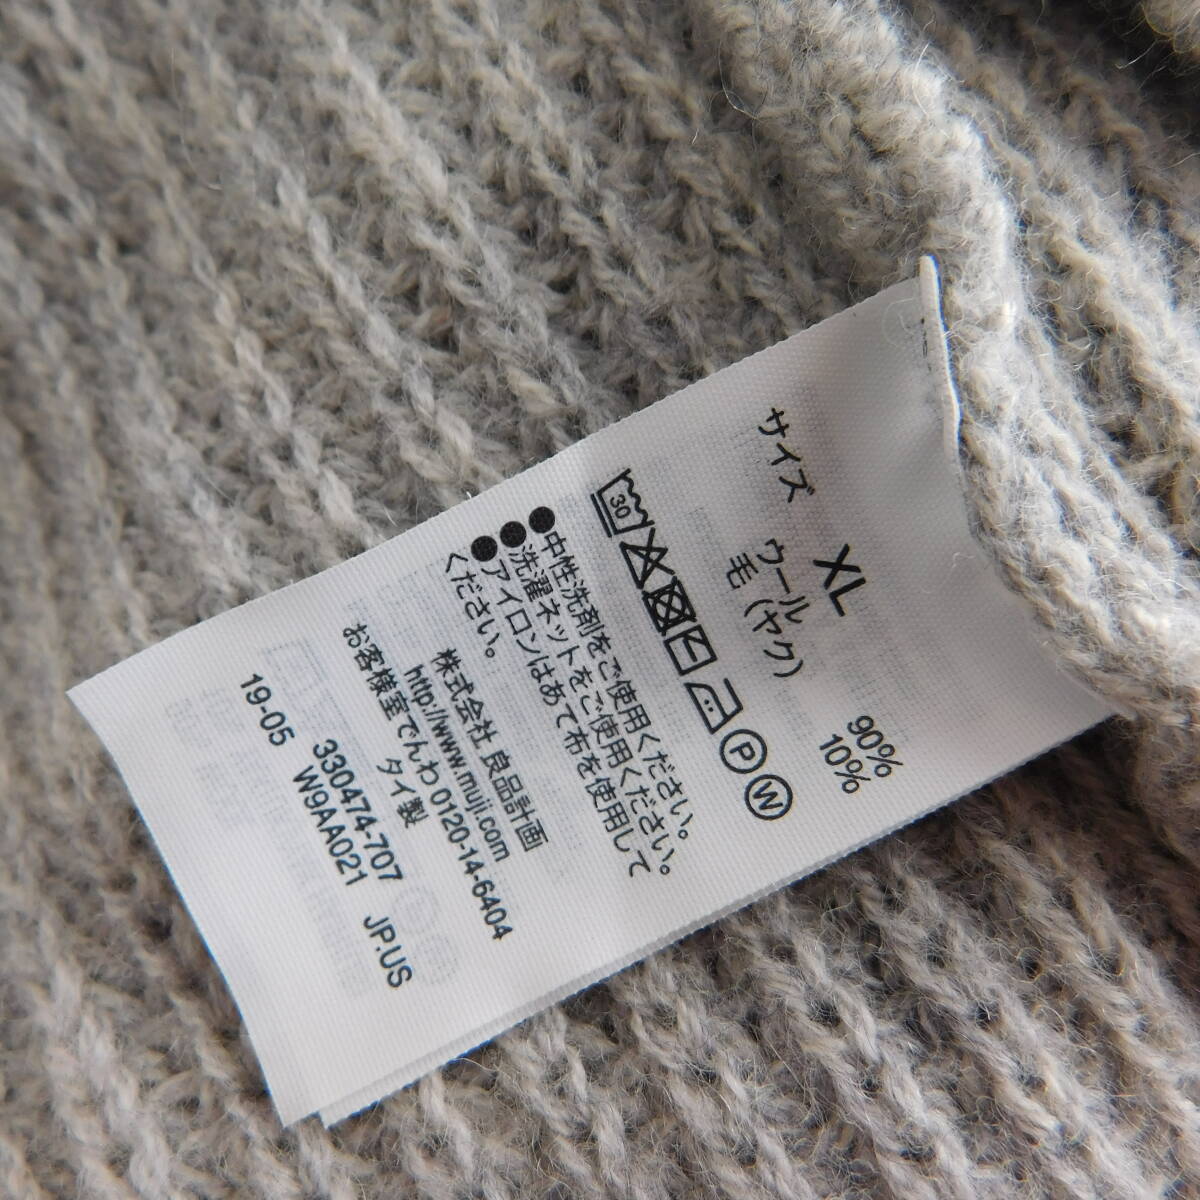 サイズ XL
ウール 90%
毛(ヤク) 10%
30 P W
●中性洗剤をご使用ください。
●洗濯ネットをご使用ください。
●アイロンはあて布を使用して
ください。
株式会社 良品計画
http://www.muji.com
お客様室でんわ 0120-14-6404
タイ製
330474-707 JP.US
19-05 W9AA021